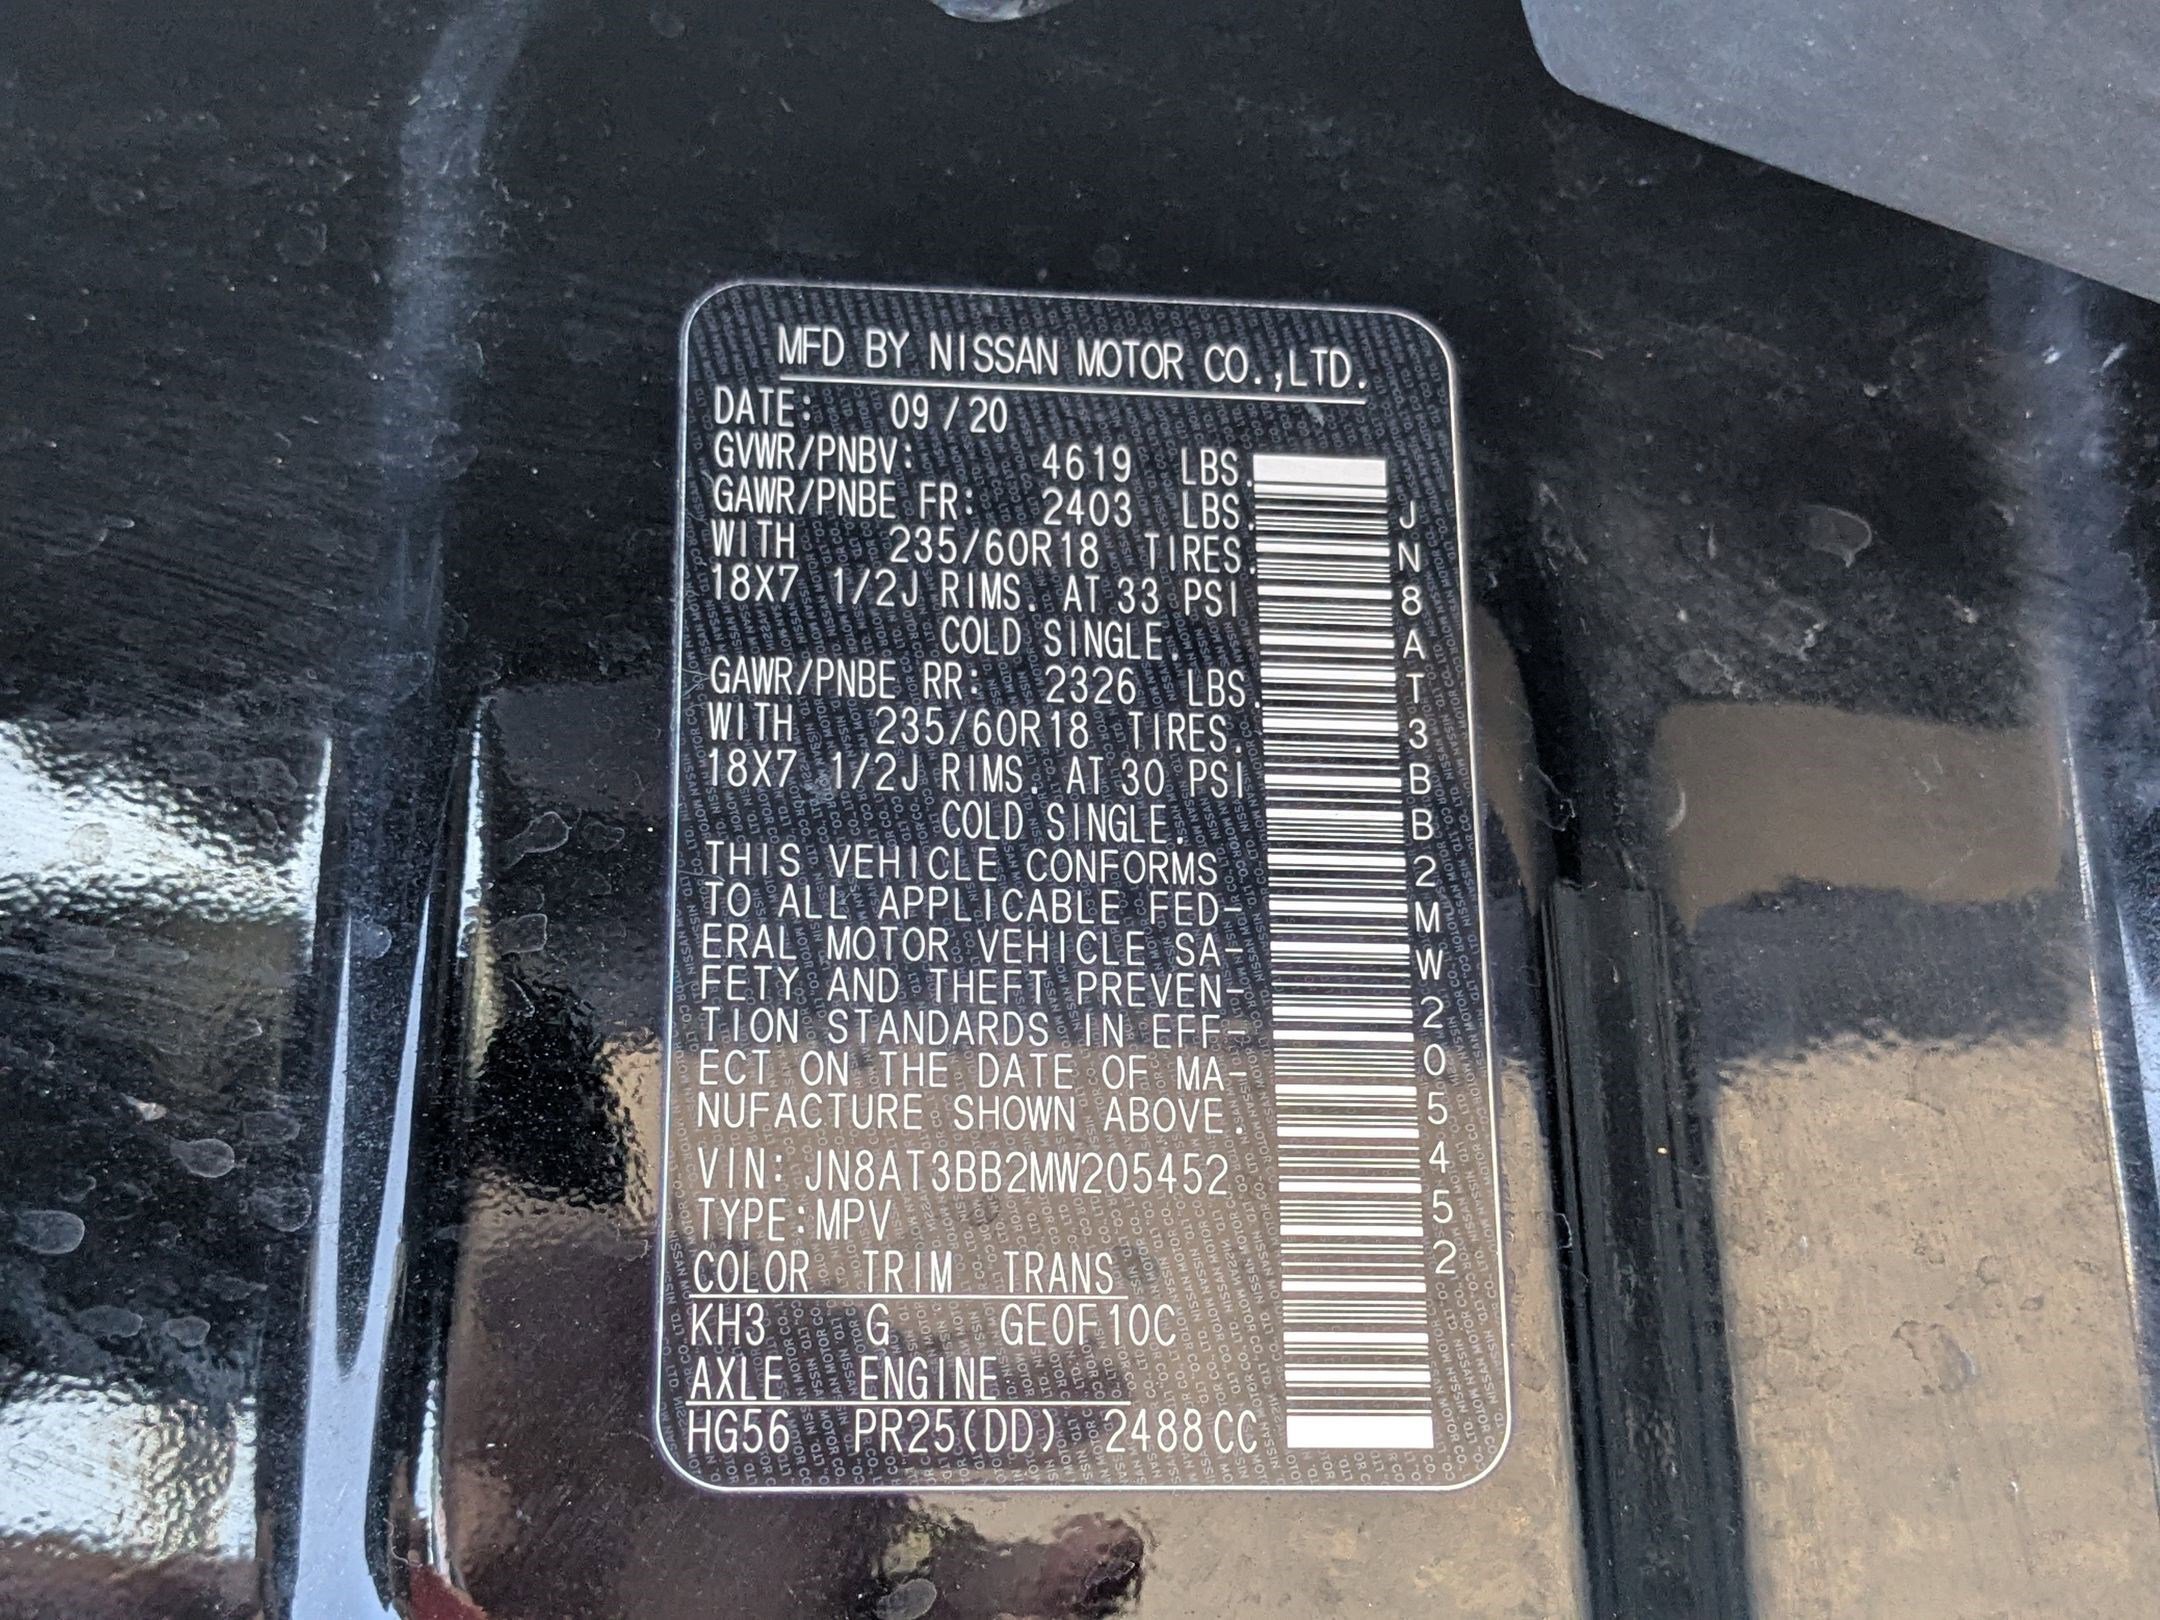 MFD BY NISSAN MOTOR CO.,LTD.
DATE: 09/20
GVWR/PNBV: 4619 LBS.
GAWR/PNBE FR: 2403 LBS.
WITH 235/60R18 TIRES.
18X7 1/2J RIMS. AT 33 PSI
COLD SINGLE.
GAWR/PNBE RR: 2326 LBS.
WITH 235/60R18 TIRES.
18X7 1/2J RIMS. AT 30 PSI
COLD SINGLE.
THIS VEHICLE CONFORMS
TO ALL APPLICABLE FED-
ERAL MOTOR VEHICLE SA-
FETY AND THEFT PREVEN-
TION STANDARDS IN EFF-
ECT ON THE DATE OF MA-
NUFACTURE SHOWN ABOVE.
VIN: JN8AT3BB2MW205452
TYPE:MPV
COLOR TRIM TRANS
KH3 G GE0F10C
AXLE ENGINE
HG56 PR25(DD) 2488CC
JN8AT3BB2MW205452